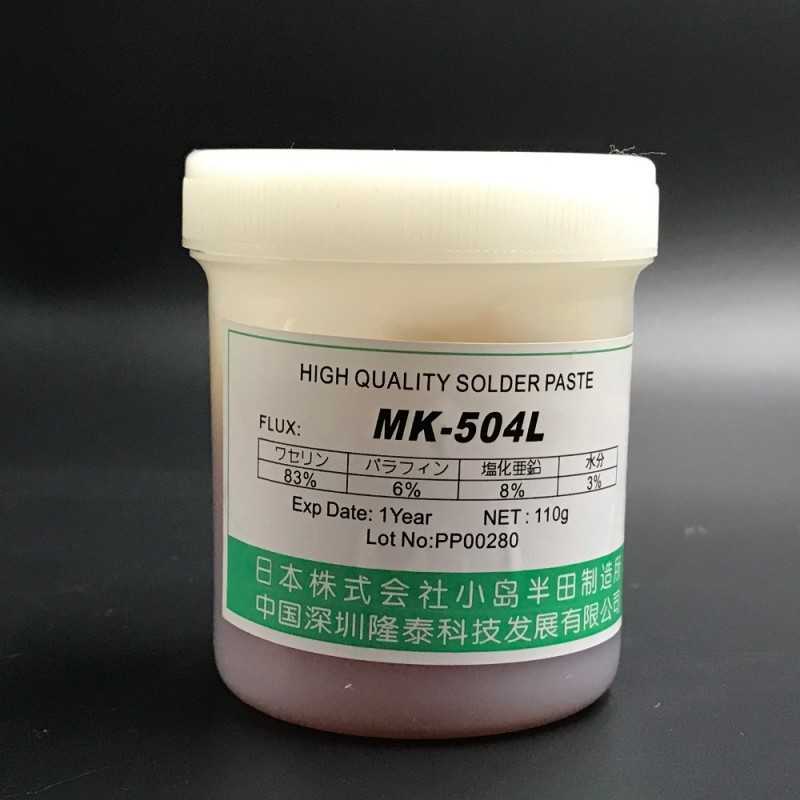 HIGH QUALITY SOLDER PASTE
FLUX: MK-504L
ワセリン パラフィン 塩化亜鉛 水分
83% 6% 8% 3%
Exp Date: 1Year NET : 110g
Lot No:PP00280
日本株式会社小岛半田制造所
中国深圳隆泰科技发展有限公司